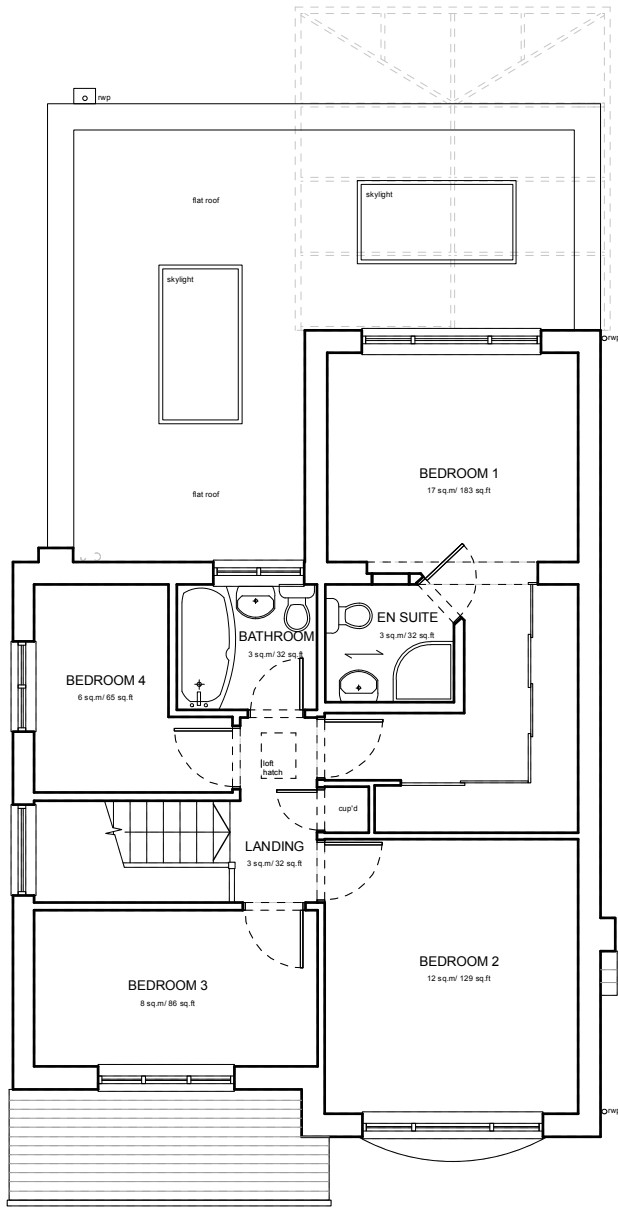 rwp
flat roof
skylight
skylight
rwp
BEDROOM 1
17 sq.m/ 183 sq.ft
flat roof
EN SUITE
3 sq.m/ 32 sq.ft
BATHROOM
3 sq.m/ 32 sq.ft
BEDROOM 4
6 sq.m/ 65 sq.ft
loft
hatch
cup'd
LANDING
3 sq.m/ 32 sq.ft
BEDROOM 2
12 sq.m/ 129 sq.ft
BEDROOM 3
8 sq.m/ 86 sq.ft
rwp